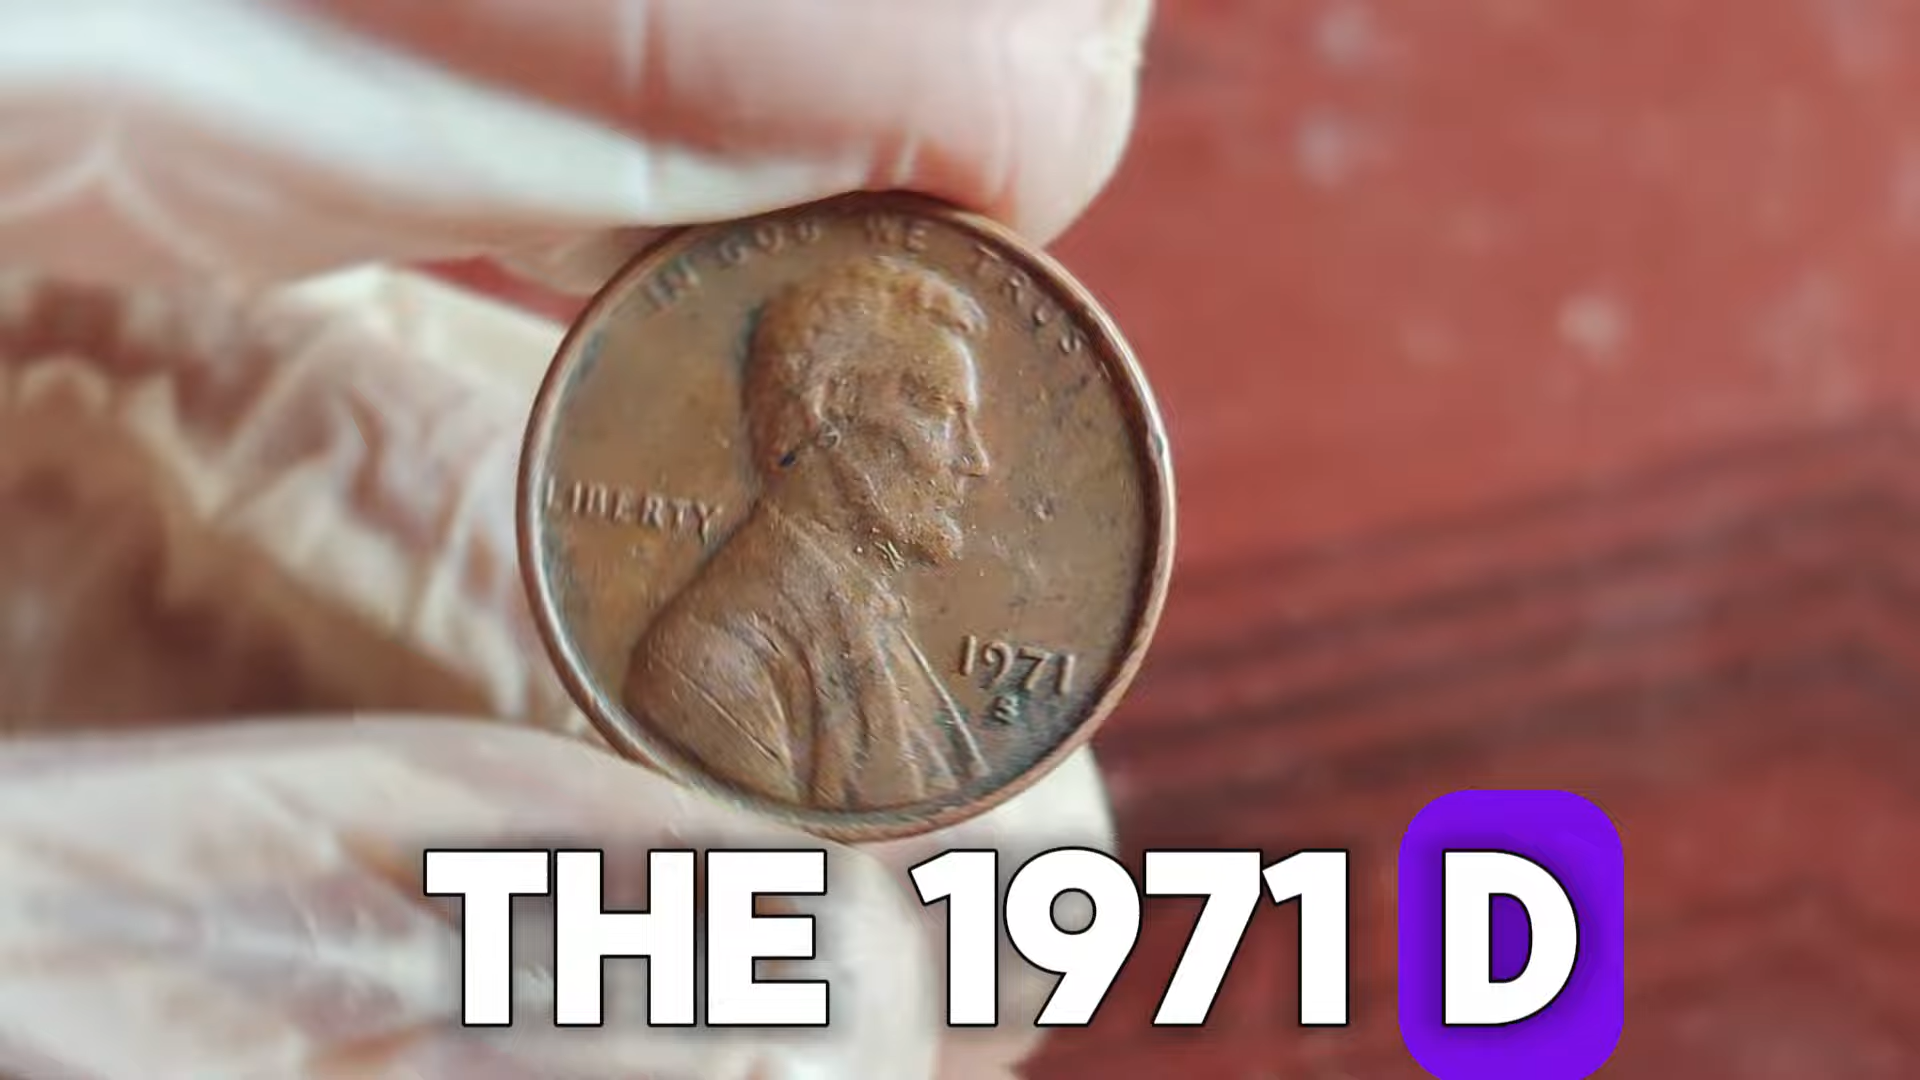 IN GOD WE TRUST
LIBERTY
1971
S
THE 1971 D